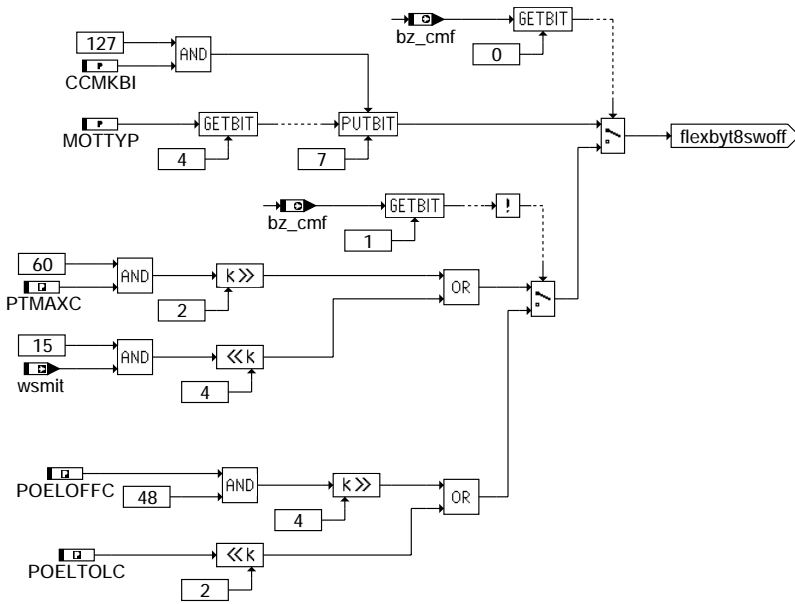 bz_cmf
GETBIT
0
127
CCMKBI
AND
MOTTYP
GETBIT
4
PUTBIT
7
flexbyt8swoff
bz_cmf
GETBIT
1
!
60
PTMAXC
AND
k>>
2
OR
15
wsmit
AND
<<k
4
POELOFFC
48
AND
k>>
4
OR
POELTOLC
<<k
2